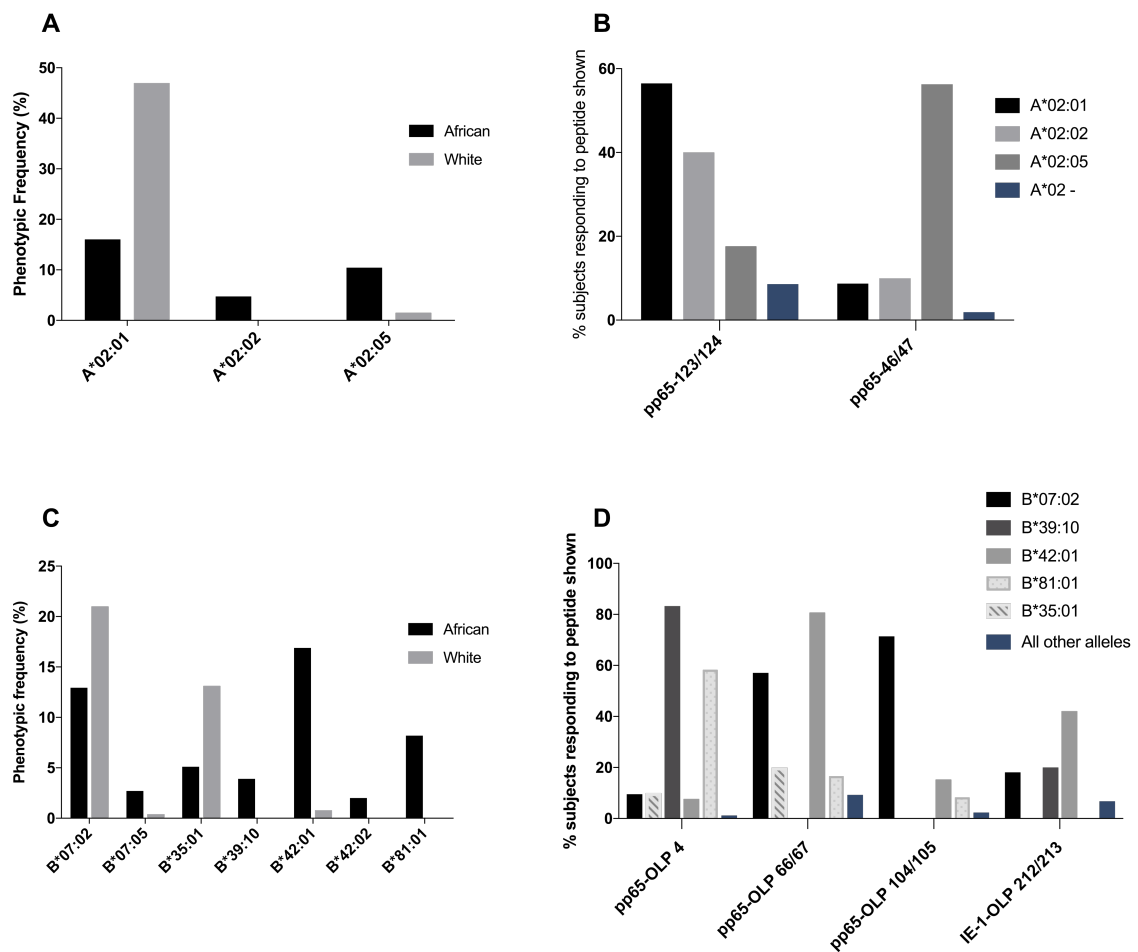 A
Phenotypic Frequency (%)
50
40
30
20
10
0
African
White
A*02:01
A*02:02
A*02:05
B
% subjects responding to peptide shown
60
40
20
0
A*02:01
A*02:02
A*02:05
A*02 -
pp65-123/124
pp65-46/47
C
Phenotypic frequency (%)
25
20
15
10
5
0
African
White
B*07:02
B*07:05
B*35:01
B*39:10
B*42:01
B*42:02
B*81:01
D
% subjects responding to peptide shown
100
80
60
40
20
0
B*07:02
B*39:10
B*42:01
B*81:01
B*35:01
All other alleles
pp65-OLP 4
pp65-OLP 66/67
pp65-OLP 104/105
IE-1-OLP 212/213